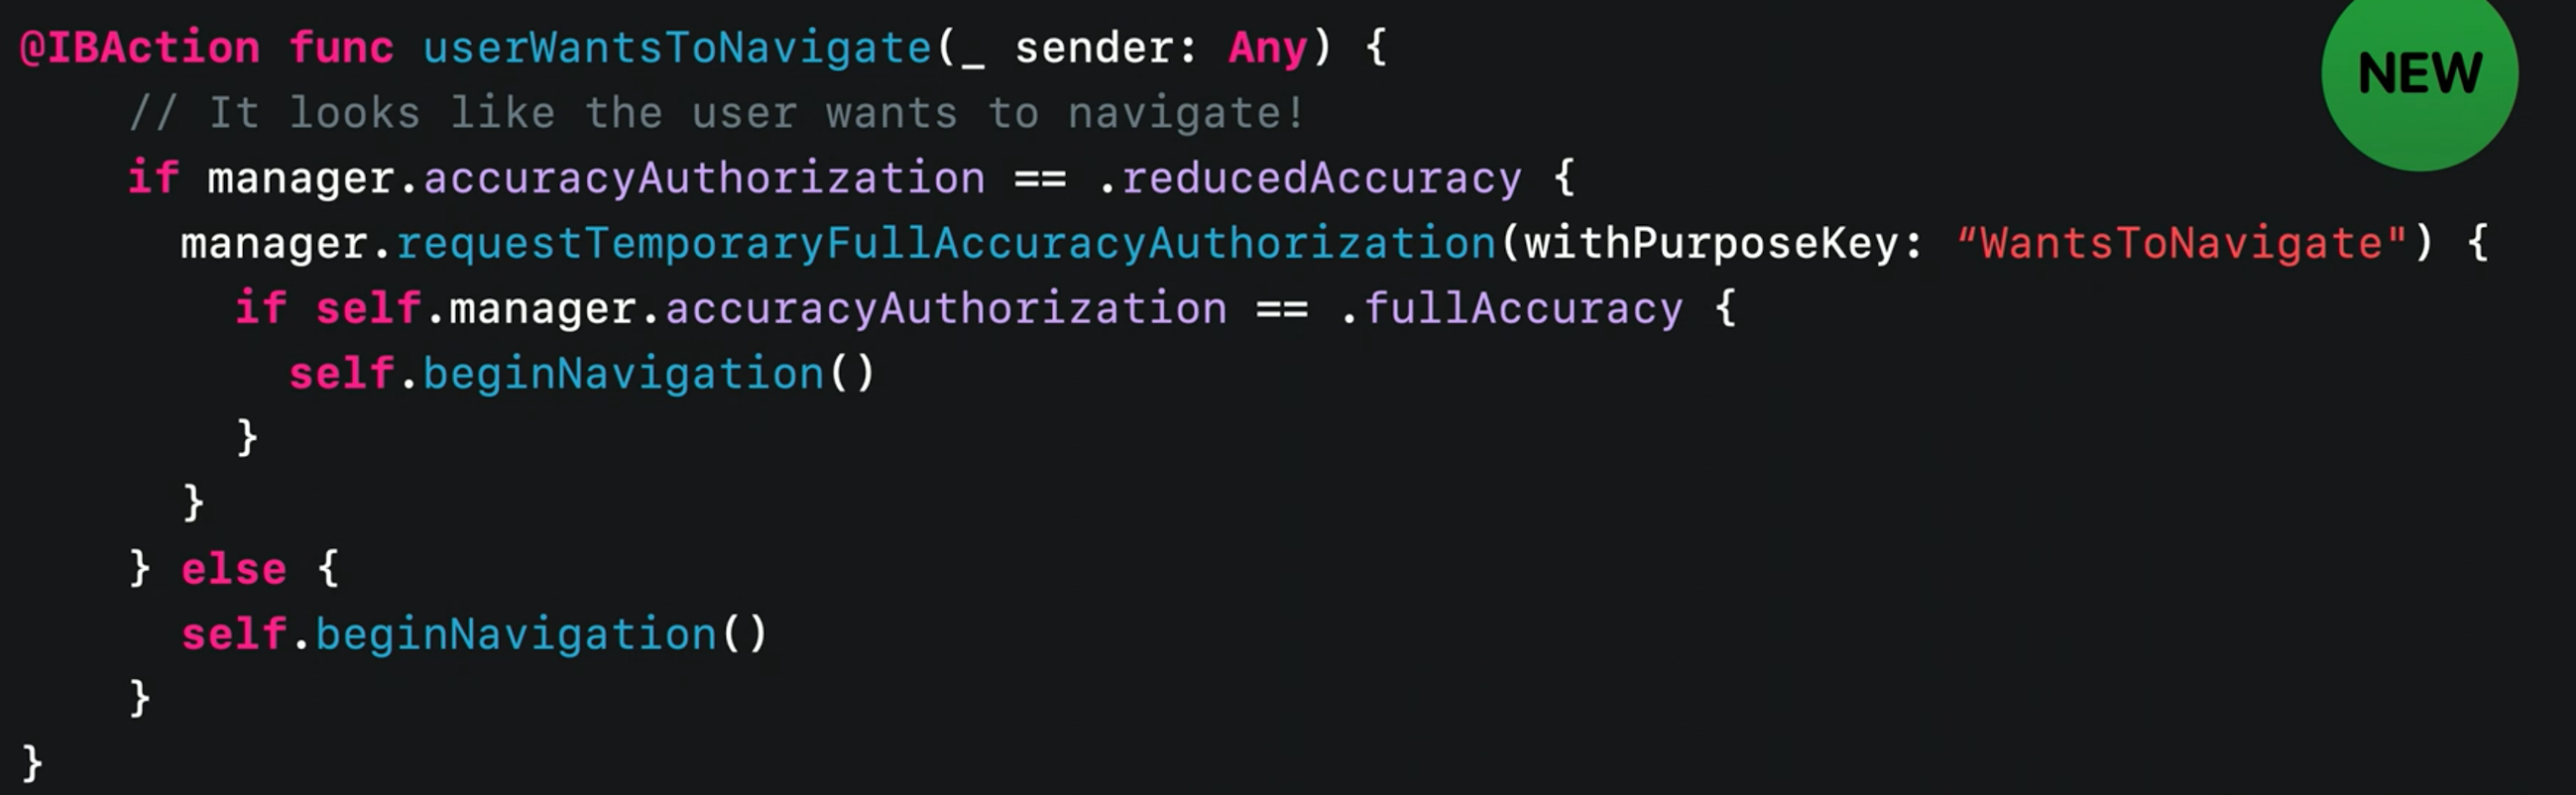 @IBAction func userWantsToNavigate(_ sender: Any) {
    // It looks like the user wants to navigate!
    if manager.accuracyAuthorization == .reducedAccuracy {
      manager.requestTemporaryFullAccuracyAuthorization(withPurposeKey: “WantsToNavigate") {
        if self.manager.accuracyAuthorization == .fullAccuracy {
          self.beginNavigation()
        }
      }
    } else {
      self.beginNavigation()
    }
}
NEW